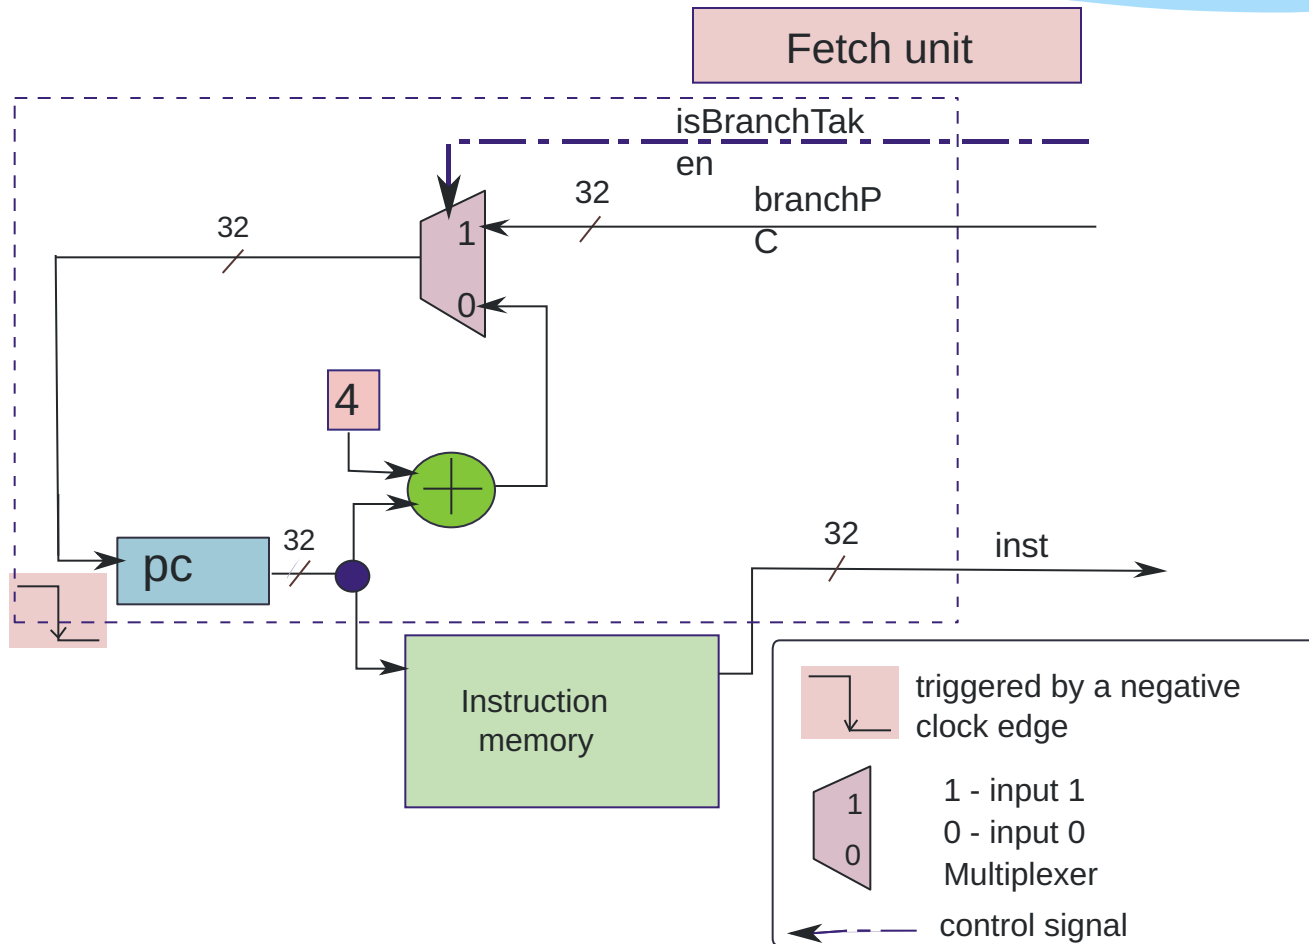 Fetch unit
isBranchTak
en
32
branchP
C
32
1
0
4
32
pc
32
inst
Instruction
memory
triggered by a negative
clock edge
1
0
1 - input 1
0 - input 0
Multiplexer
control signal